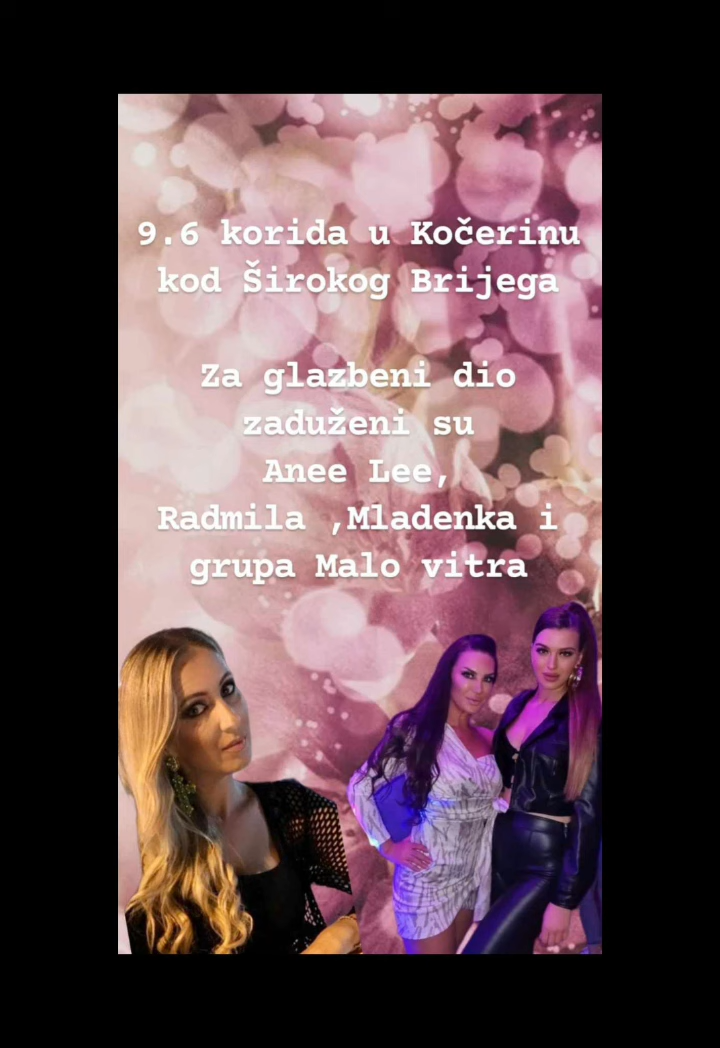 9.6 korida u Kočerinu
kod Širokog Brijega
Za glazbeni dio
zaduženi su
Anee Lee,
Radmila ,Mladenka i
grupa Malo vitra